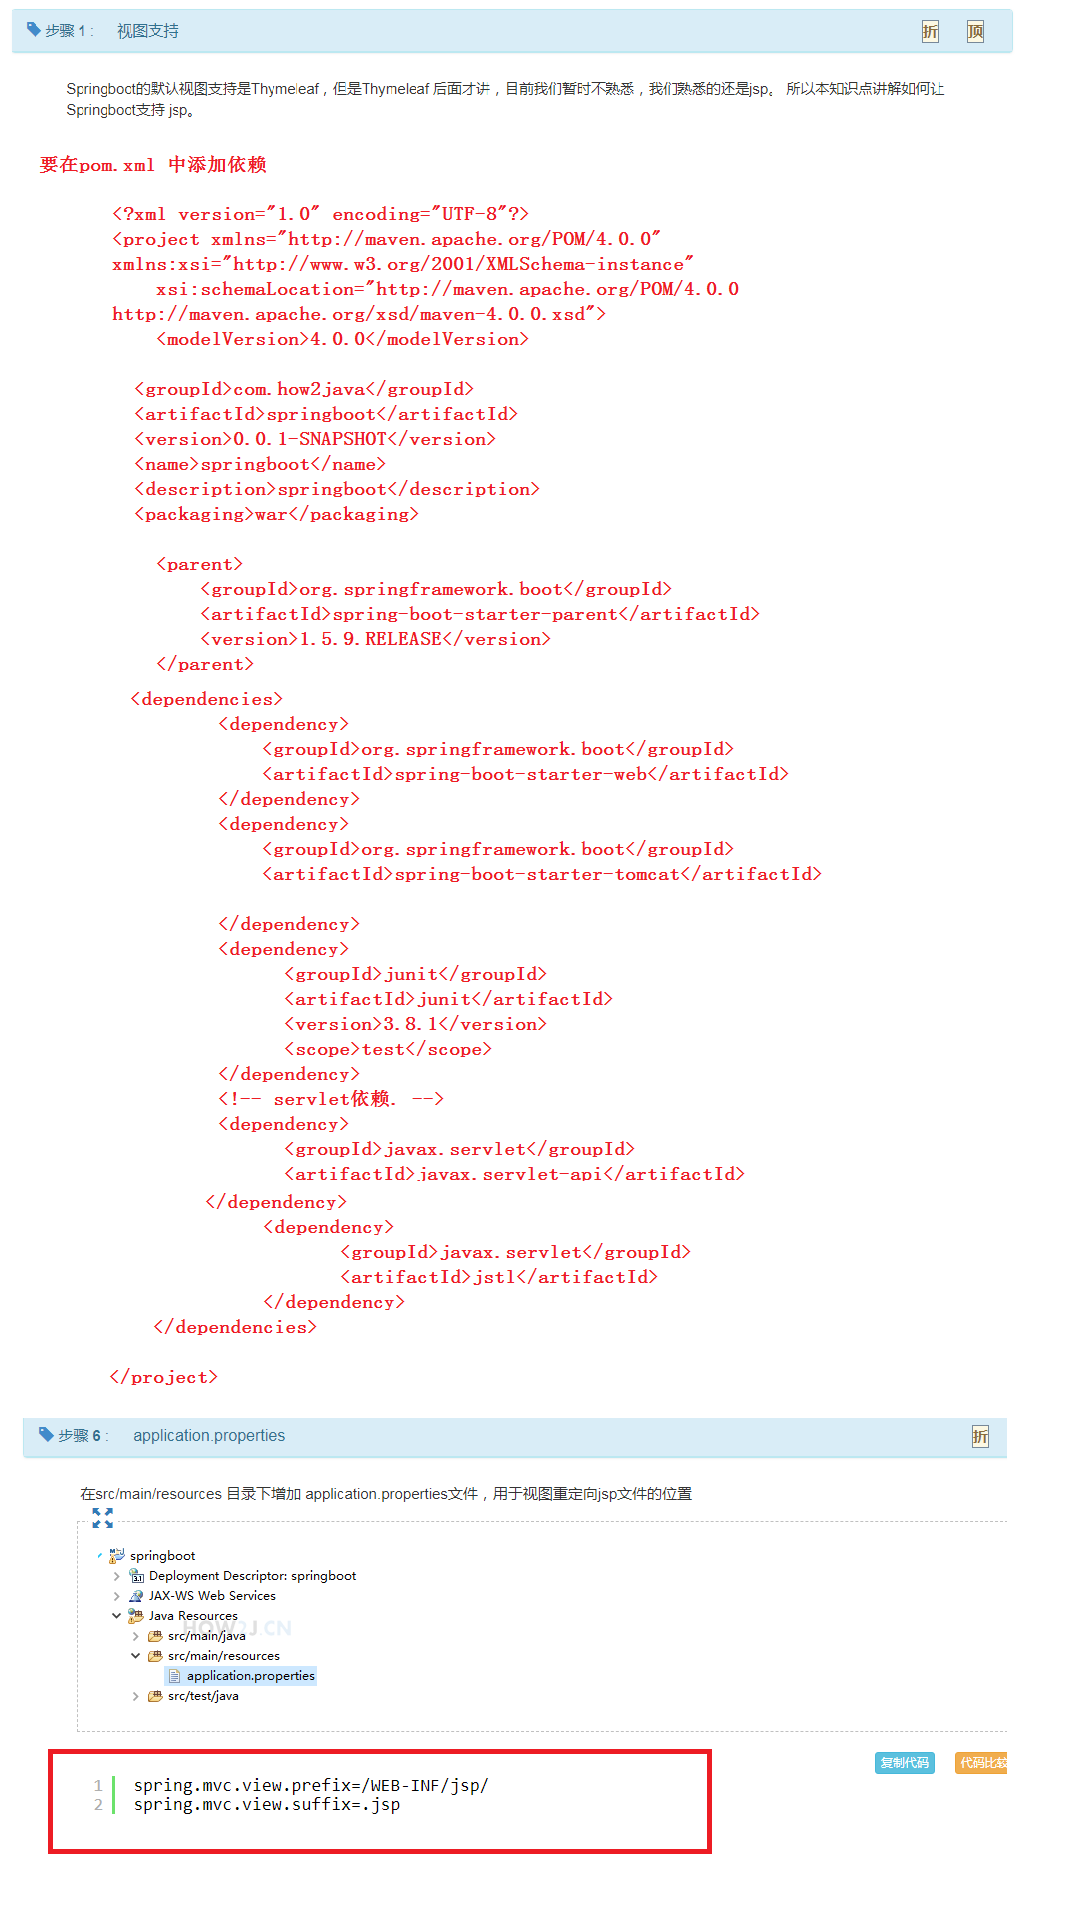 步骤 1 : 视图支持 折 顶
Springboot的默认视图支持是Thymeleaf，但是Thymeleaf 后面才讲，目前我们暂时不熟悉，我们熟悉的还是jsp。 所以本知识点讲解如何让
Springboot支持 jsp。
要在pom.xml 中添加依赖
<?xml version="1.0" encoding="UTF-8"?>
<project xmlns="http://maven.apache.org/POM/4.0.0"
xmlns:xsi="http://www.w3.org/2001/XMLSchema-instance"
xsi:schemaLocation="http://maven.apache.org/POM/4.0.0
http://maven.apache.org/xsd/maven-4.0.0.xsd">
<modelVersion>4.0.0</modelVersion>
<groupId>com.how2java</groupId>
<artifactId>springboot</artifactId>
<version>0.0.1-SNAPSHOT</version>
<name>springboot</name>
<description>springboot</description>
<packaging>war</packaging>
<parent>
<groupId>org.springframework.boot</groupId>
<artifactId>spring-boot-starter-parent</artifactId>
<version>1.5.9.RELEASE</version>
</parent>
<dependencies>
<dependency>
<groupId>org.springframework.boot</groupId>
<artifactId>spring-boot-starter-web</artifactId>
</dependency>
<dependency>
<groupId>org.springframework.boot</groupId>
<artifactId>spring-boot-starter-tomcat</artifactId>
</dependency>
<dependency>
<groupId>junit</groupId>
<artifactId>junit</artifactId>
<version>3.8.1</version>
<scope>test</scope>
</dependency>
<!-- servlet依赖. -->
<dependency>
<groupId>javax.servlet</groupId>
<artifactId>javax.servlet-api</artifactId>
</dependency>
<dependency>
<groupId>javax.servlet</groupId>
<artifactId>jstl</artifactId>
</dependency>
</dependencies>
</project>
步骤 6 : application.properties 折
在src/main/resources 目录下增加 application.properties文件，用于视图重定向jsp文件的位置
springboot
Deployment Descriptor: springboot
JAX-WS Web Services
Java Resources
HOW2J.CN
src/main/java
src/main/resources
application.properties
src/test/java
复制代码 代码比较
1 spring.mvc.view.prefix=/WEB-INF/jsp/
2 spring.mvc.view.suffix=.jsp